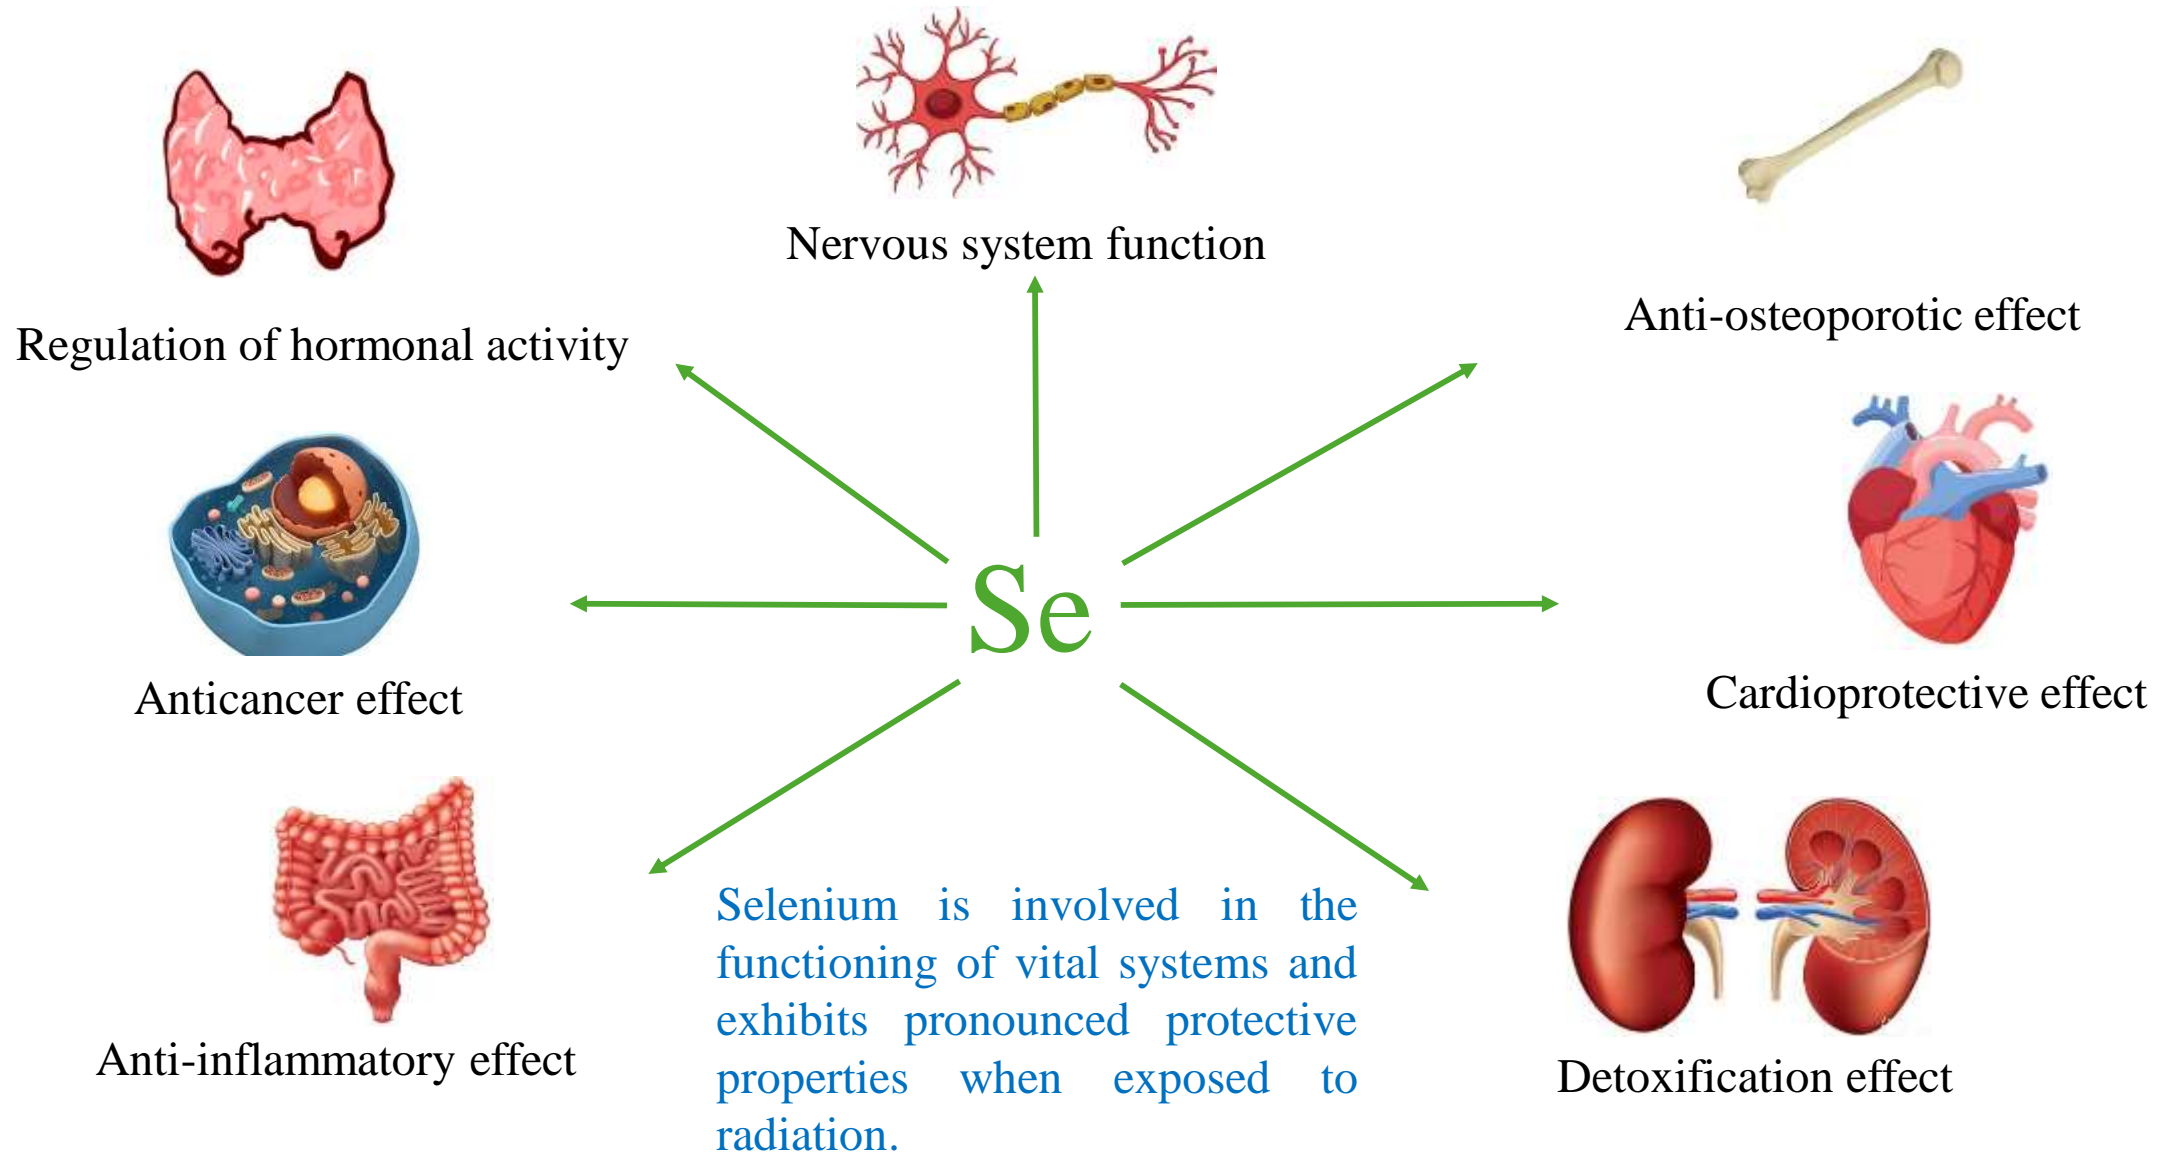 Nervous system function
Anti-osteoporotic effect
Regulation of hormonal activity
Se
Anticancer effect
Cardioprotective effect
Selenium is involved in the
functioning of vital systems and
exhibits pronounced protective
properties when exposed to
radiation.
Anti-inflammatory effect
Detoxification effect